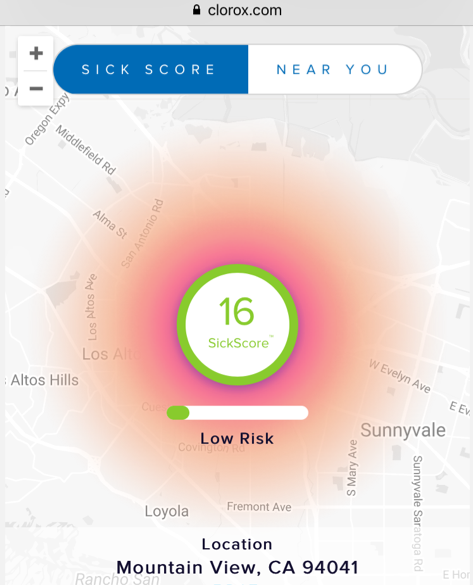 clorox.com
+
SICK SCORE
NEAR YOU
−
Oregon Expy
Middlefield Rd
Alma St
San Antonio Rd
Los Altos Ave
16
SickScore™
Los Alt
Altos Hills
W Evelyn Ave
E Ev
Low Risk
Sunnyvale
Covington Rd
S Mary Ave
Sunnyvale Saratoga Rd
Loyola
Fremont Ave
Location
Mountain View, CA 94041
E Hom
Rancho San